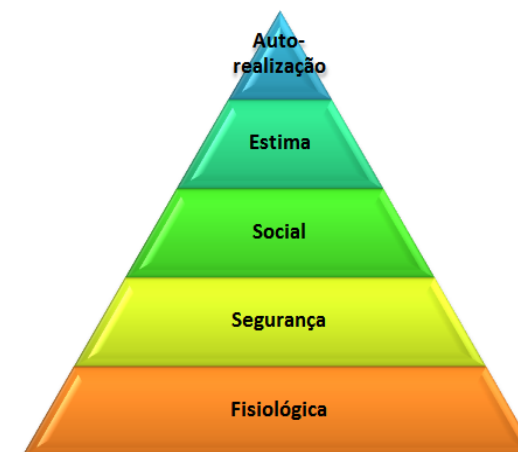 Auto-
realização
Estima
Social
Segurança
Fisiológica